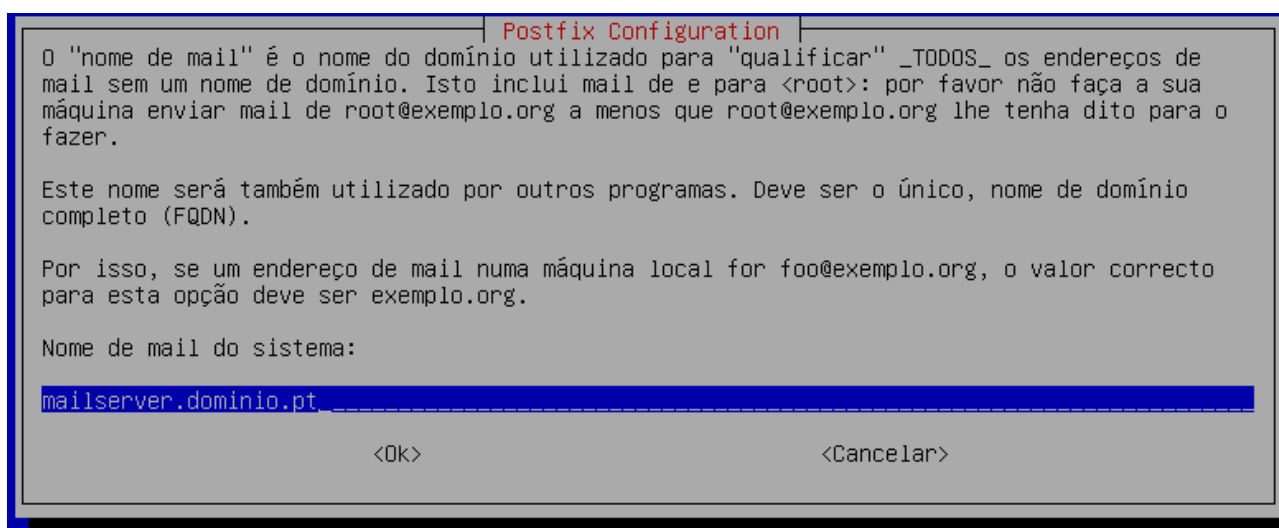 Postfix Configuration
O "nome de mail" é o nome do domínio utilizado para "qualificar" _TODOS_ os endereços de
mail sem um nome de domínio. Isto inclui mail de e para <root>: por favor não faça a sua
máquina enviar mail de root@exemplo.org a menos que root@exemplo.org lhe tenha dito para o
fazer.
Este nome será também utilizado por outros programas. Deve ser o único, nome de domínio
completo (FQDN).
Por isso, se um endereço de mail numa máquina local for foo@exemplo.org, o valor correcto
para esta opção deve ser exemplo.org.
Nome de mail do sistema:
mailserver.dominio.pt
<Ok> <Cancelar>